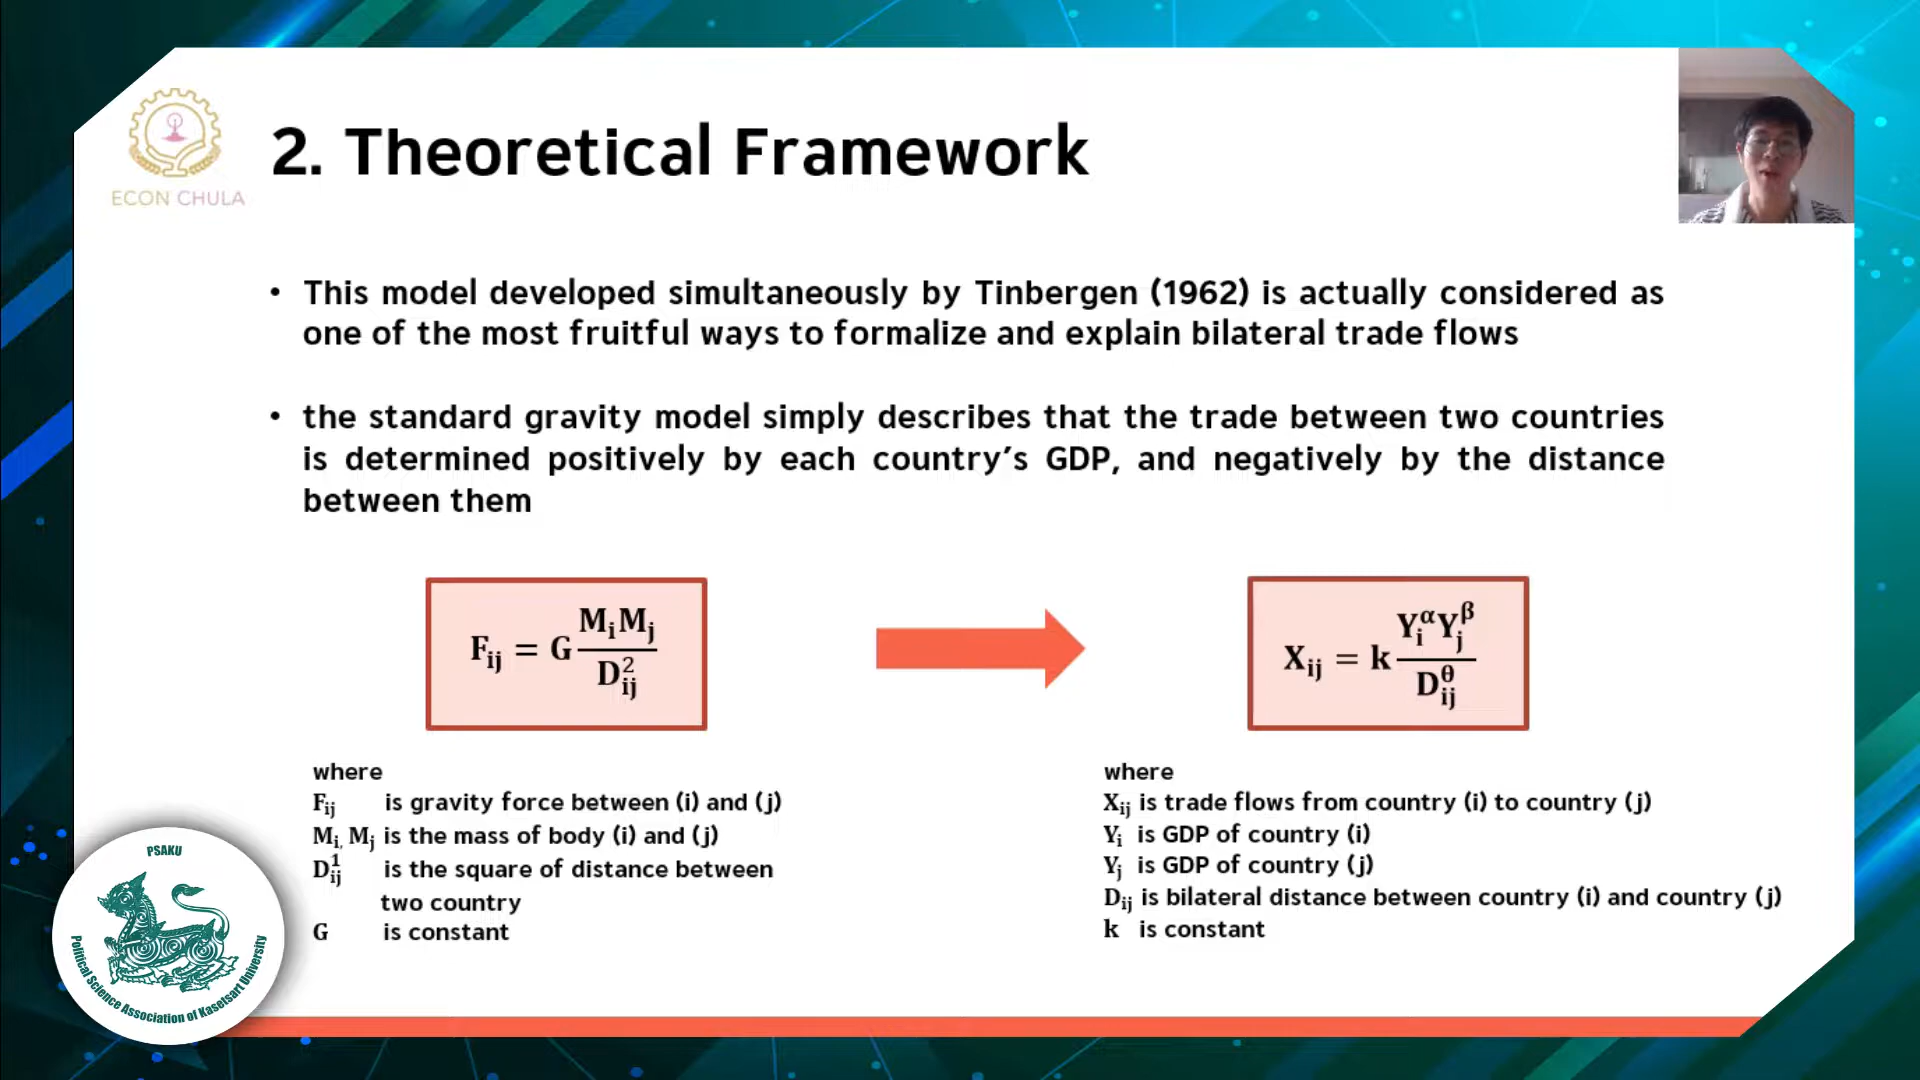 ECON CHULA
2. Theoretical Framework
• This model developed simultaneously by Tinbergen (1962) is actually considered as
one of the most fruitful ways to formalize and explain bilateral trade flows
• the standard gravity model simply describes that the trade between two countries
is determined positively by each country's GDP, and negatively by the distance
between them
F_ij = G M_i M_j / D_ij^2
X_ij = k Y_i^α Y_j^β / D_ij^θ
where
F_ij is gravity force between (i) and (j)
M_i, M_j is the mass of body (i) and (j)
D_ij^1 is the square of distance between
two country
G is constant
where
X_ij is trade flows from country (i) to country (j)
Y_i is GDP of country (i)
Y_j is GDP of country (j)
D_ij is bilateral distance between country (i) and country (j)
k is constant
PSAKU
Political Science Association of Kasetsart University